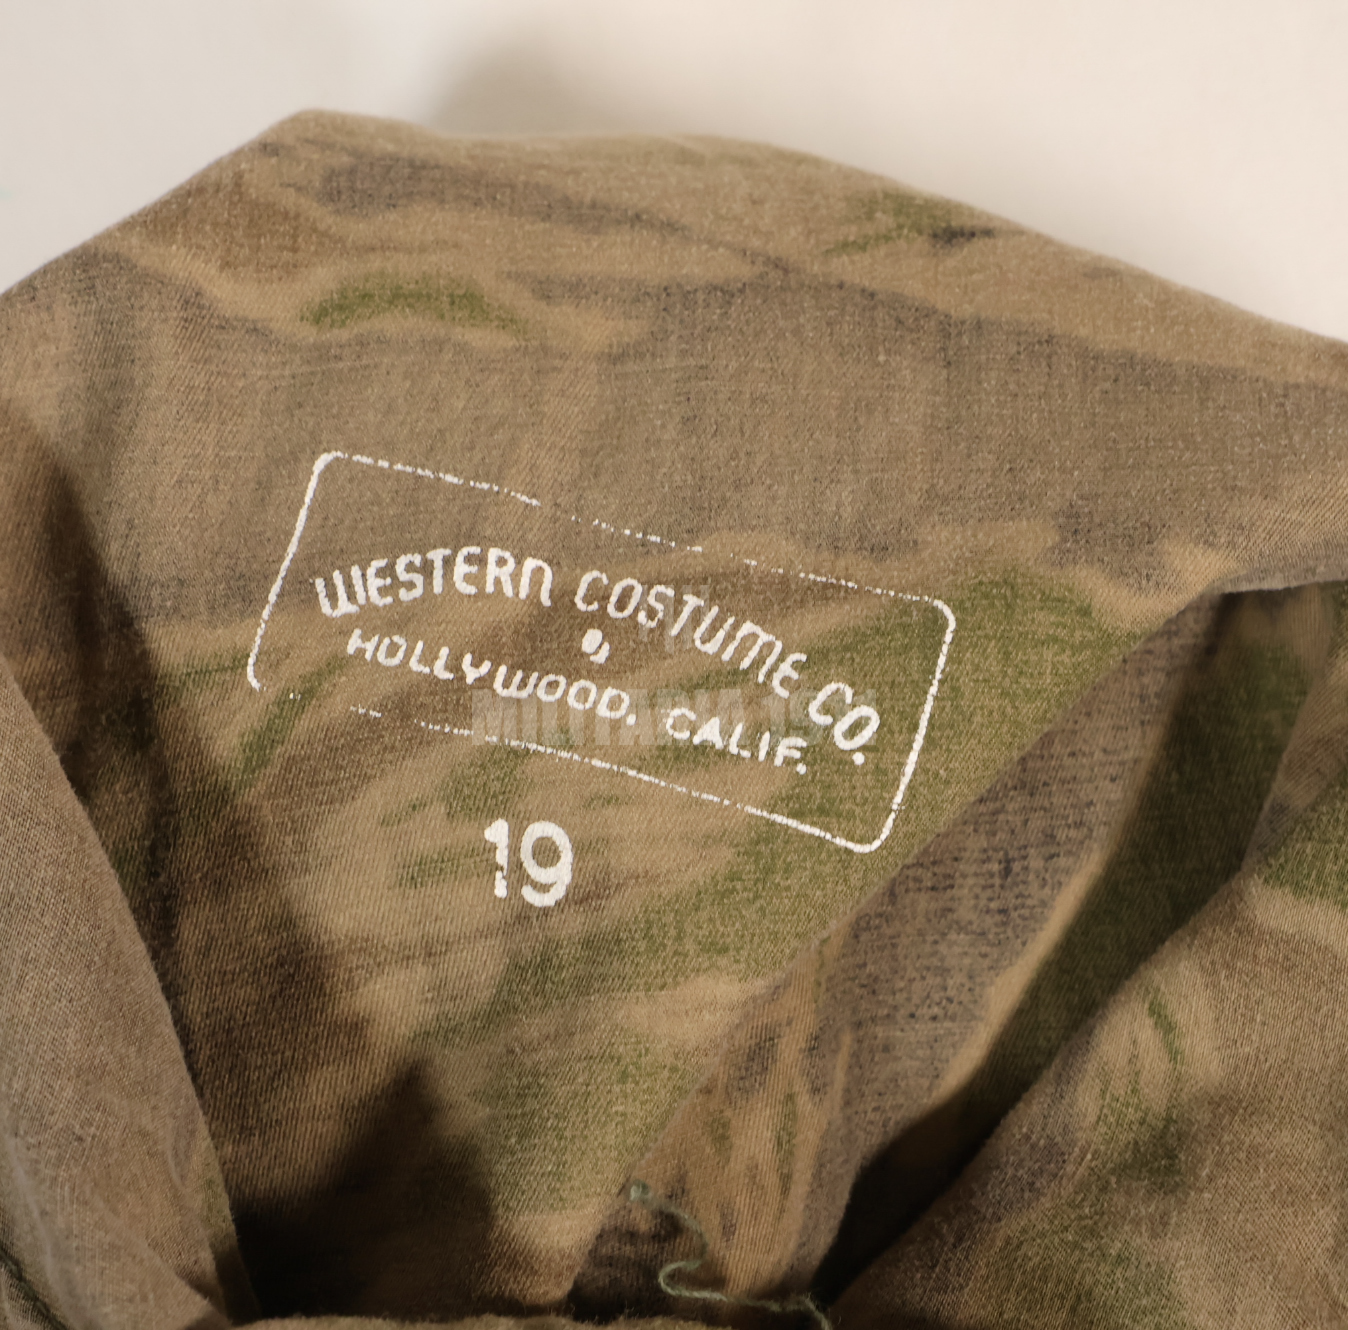 WESTERN COSTUME CO.
HOLLYWOOD, CALIF.
19